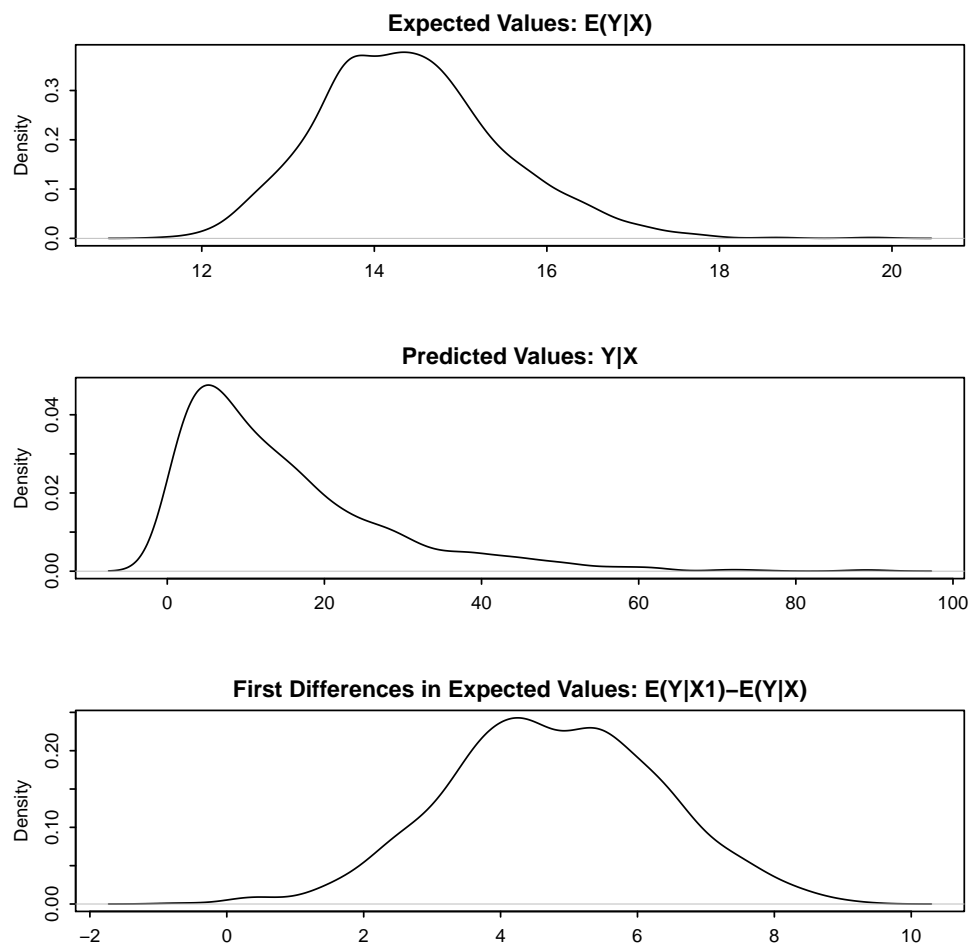 Expected Values: E(Y|X)
Density
0.0 0.1 0.2 0.3
12 14 16 18 20
Predicted Values: Y|X
Density
0.00 0.02 0.04
0 20 40 60 80 100
First Differences in Expected Values: E(Y|X1)−E(Y|X)
Density
0.00 0.10 0.20
−2 0 2 4 6 8 10